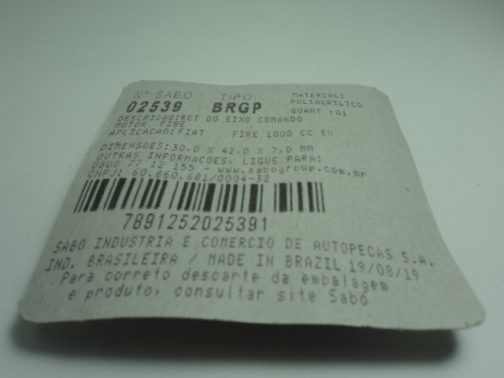 Nº SABO: TIPO: MATERIAL:
02539 BRGP POLIACRILICO
QUANT :01
DESCRICAO:RET DO EIXO COMANDO
MOTOR FIRE
APLICACAO:FIAT FIRE 1000 CC 8V
DIMENSOES:30,0 X 42,0 X 7,0 MM
OUTRAS INFORMACOES, LIGUE PARA:
0800 77 12 155 - www.sabogroup.com.br
CNPJ: 60.860.681/0004-32
7891252025391
SABO INDUSTRIA E COMERCIO DE AUTOPECAS S.A.
IND. BRASILEIRA / MADE IN BRAZIL 19/08/19
Para correto descarte da embalagem
e produto, consultar site Sabó